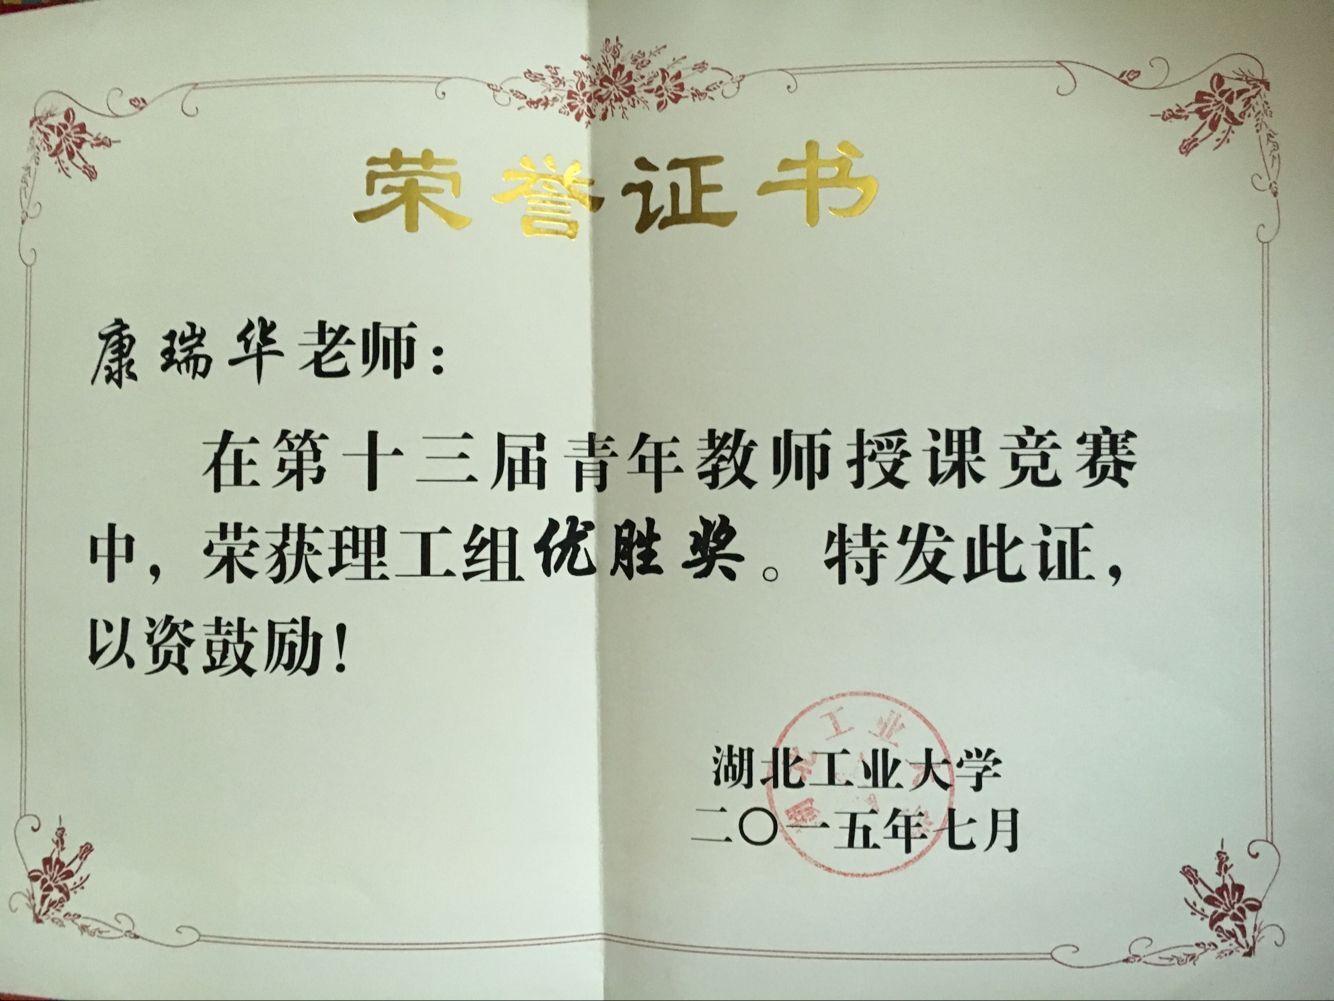 荣誉证书
康瑞华老师：
在第十三届青年教师授课竞赛
中，荣获理工组优胜奖。特发此证，
以资鼓励！
湖北工业大学
二〇一五年七月